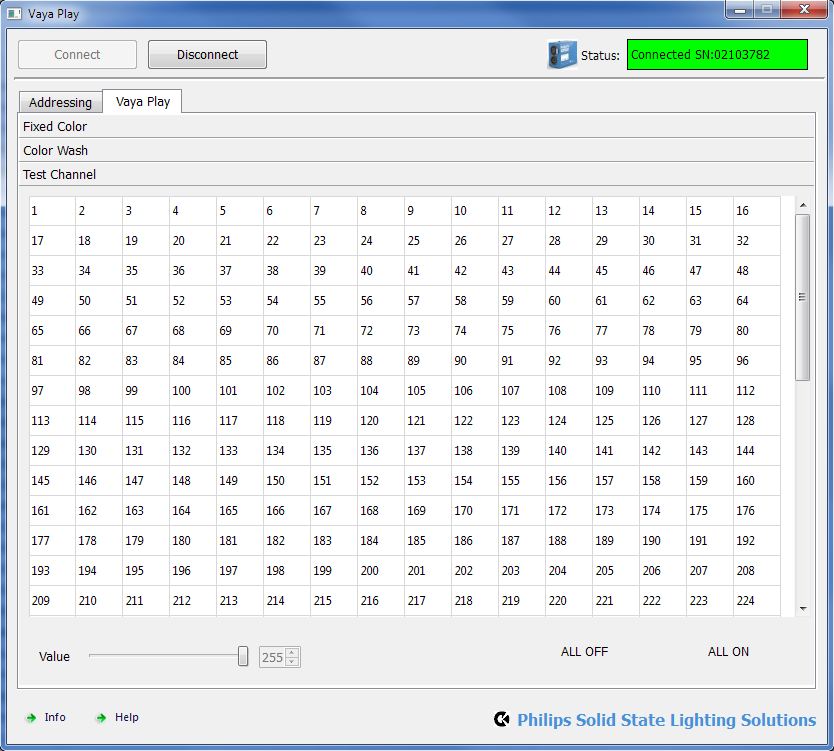 Vaya Play
Connect Disconnect Status: Connected SN:02103782
Addressing Vaya Play
Fixed Color
Color Wash
Test Channel
1 2 3 4 5 6 7 8 9 10 11 12 13 14 15 16
17 18 19 20 21 22 23 24 25 26 27 28 29 30 31 32
33 34 35 36 37 38 39 40 41 42 43 44 45 46 47 48
49 50 51 52 53 54 55 56 57 58 59 60 61 62 63 64
65 66 67 68 69 70 71 72 73 74 75 76 77 78 79 80
81 82 83 84 85 86 87 88 89 90 91 92 93 94 95 96
97 98 99 100 101 102 103 104 105 106 107 108 109 110 111 112
113 114 115 116 117 118 119 120 121 122 123 124 125 126 127 128
129 130 131 132 133 134 135 136 137 138 139 140 141 142 143 144
145 146 147 148 149 150 151 152 153 154 155 156 157 158 159 160
161 162 163 164 165 166 167 168 169 170 171 172 173 174 175 176
177 178 179 180 181 182 183 184 185 186 187 188 189 190 191 192
193 194 195 196 197 198 199 200 201 202 203 204 205 206 207 208
209 210 211 212 213 214 215 216 217 218 219 220 221 222 223 224
Value 255 ALL OFF ALL ON
Info Help Philips Solid State Lighting Solutions